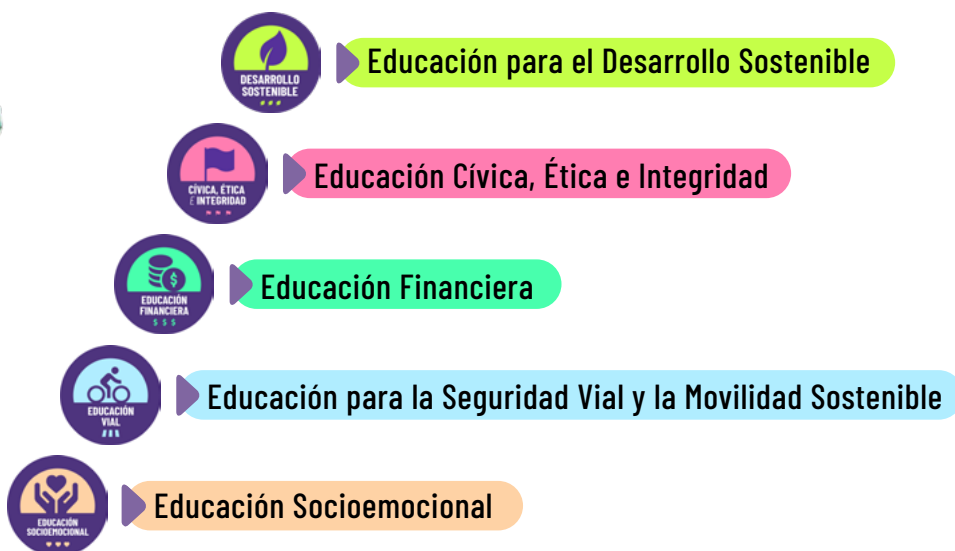 DESARROLLO
SOSTENIBLE
Educación para el Desarrollo Sostenible
CÍVICA, ÉTICA
E INTEGRIDAD
Educación Cívica, Ética e Integridad
EDUCACIÓN
FINANCIERA
$ $ $
Educación Financiera
EDUCACIÓN
VIAL
Educación para la Seguridad Vial y la Movilidad Sostenible
EDUCACIÓN
SOCIOEMOCIONAL
Educación Socioemocional